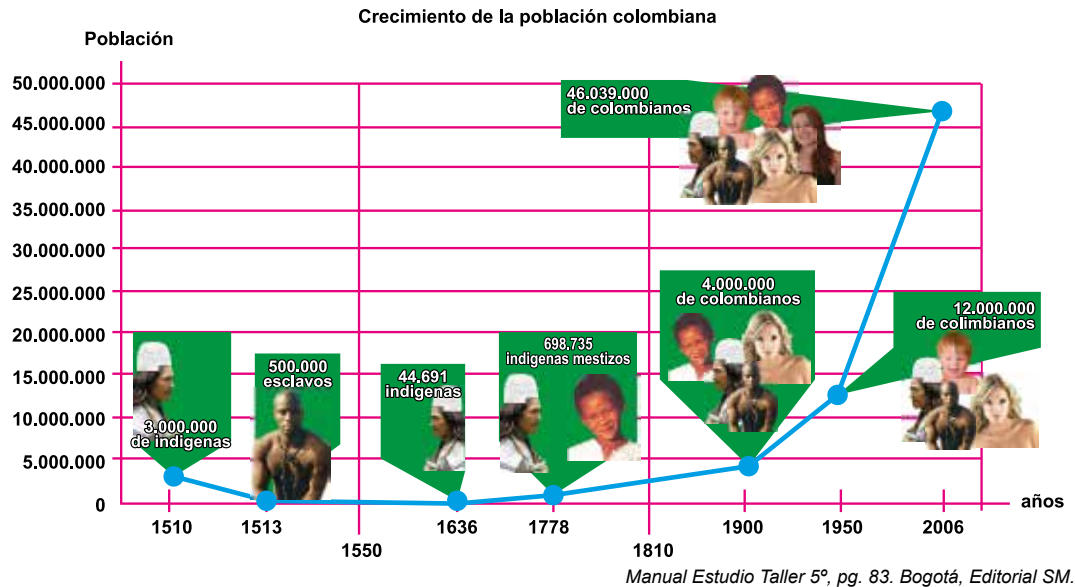 Crecimiento de la población colombiana
Población
50.000.000
45.000.000
40.000.000
35.000.000
30.000.000
25.000.000
20.000.000
15.000.000
10.000.000
5.000.000
0
46.039.000
de colombianos
4.000.000
de colombianos
12.000.000
de colimbianos
3.000.000
de indigenas
500.000
esclavos
44.691
indigenas
698.735
indigenas mestizos
años
1510
1513
1636
1778
1900
1950
2006
1550
1810
Manual Estudio Taller 5º, pg. 83. Bogotá, Editorial SM.